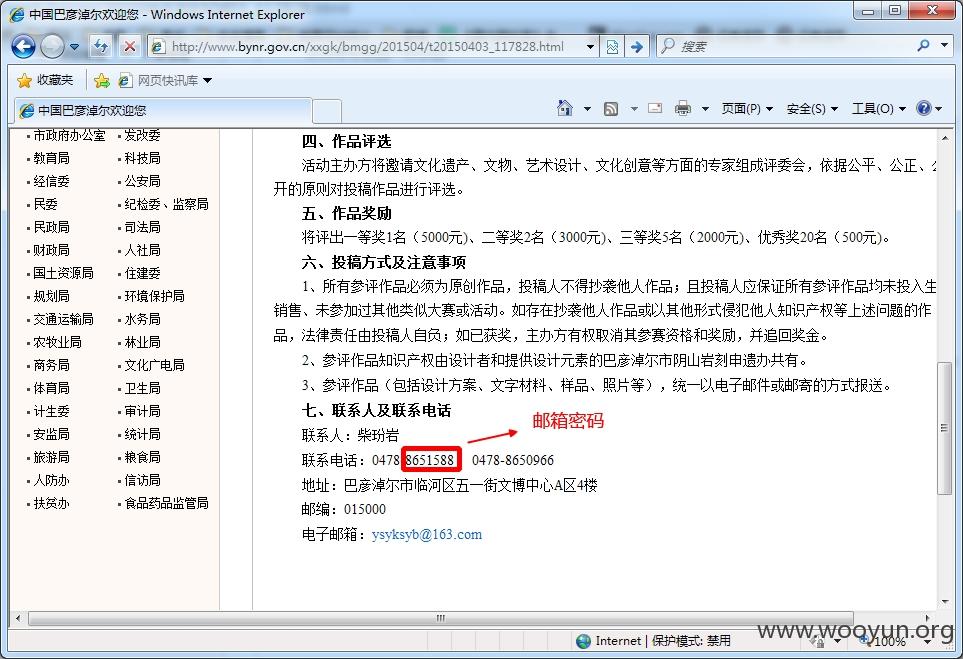 中国巴彦淖尔欢迎您 - Windows Internet Explorer
http://www.bynr.gov.cn/xxgk/bmgg/201504/t20150403_117828.html
搜索
收藏夹
网页快讯库
中国巴彦淖尔欢迎您
页面(P)
安全(S)
工具(O)
市政府办公室
发改委
教育局
科技局
经信委
公安局
民委
纪检委、监察局
民政局
司法局
财政局
人社局
国土资源局
住建委
规划局
环境保护局
交通运输局
水务局
农牧业局
林业局
商务局
文化广电局
体育局
卫生局
计生委
审计局
安监局
统计局
旅游局
粮食局
人防办
信访局
扶贫办
食品药品监管局
四、作品评选
活动主办方将邀请文化遗产、文物、艺术设计、文化创意等方面的专家组成评委会，依据公平、公正、
开的原则对投稿作品进行评选。
五、作品奖励
将评出一等奖1名（5000元）、二等奖2名（3000元）、三等奖5名（2000元）、优秀奖20名（500元）。
六、投稿方式及注意事项
1、所有参评作品必须为原创作品，投稿人不得抄袭他人作品；且投稿人应保证所有参评作品均未投入生
销售、未参加过其他类似大赛或活动。如存在抄袭他人作品或以其他形式侵犯他人知识产权等上述问题的作
品，法律责任由投稿人自负；如已获奖，主办方有权取消其参赛资格和奖励，并追回奖金。
2、参评作品知识产权由设计者和提供设计元素的巴彦淖尔市阴山岩刻申遗办共有。
3、参评作品（包括设计方案、文字材料、样品、照片等），统一以电子邮件或邮寄的方式报送。
七、联系人及联系电话
邮箱密码
联系人：柴玢岩
联系电话：0478-8651588 0478-8650966
地址：巴彦淖尔市临河区五一街文博中心A区4楼
邮编：015000
电子邮箱：ysyksyb@163.com
Internet | 保护模式: 禁用
100%
www.wooyun.org